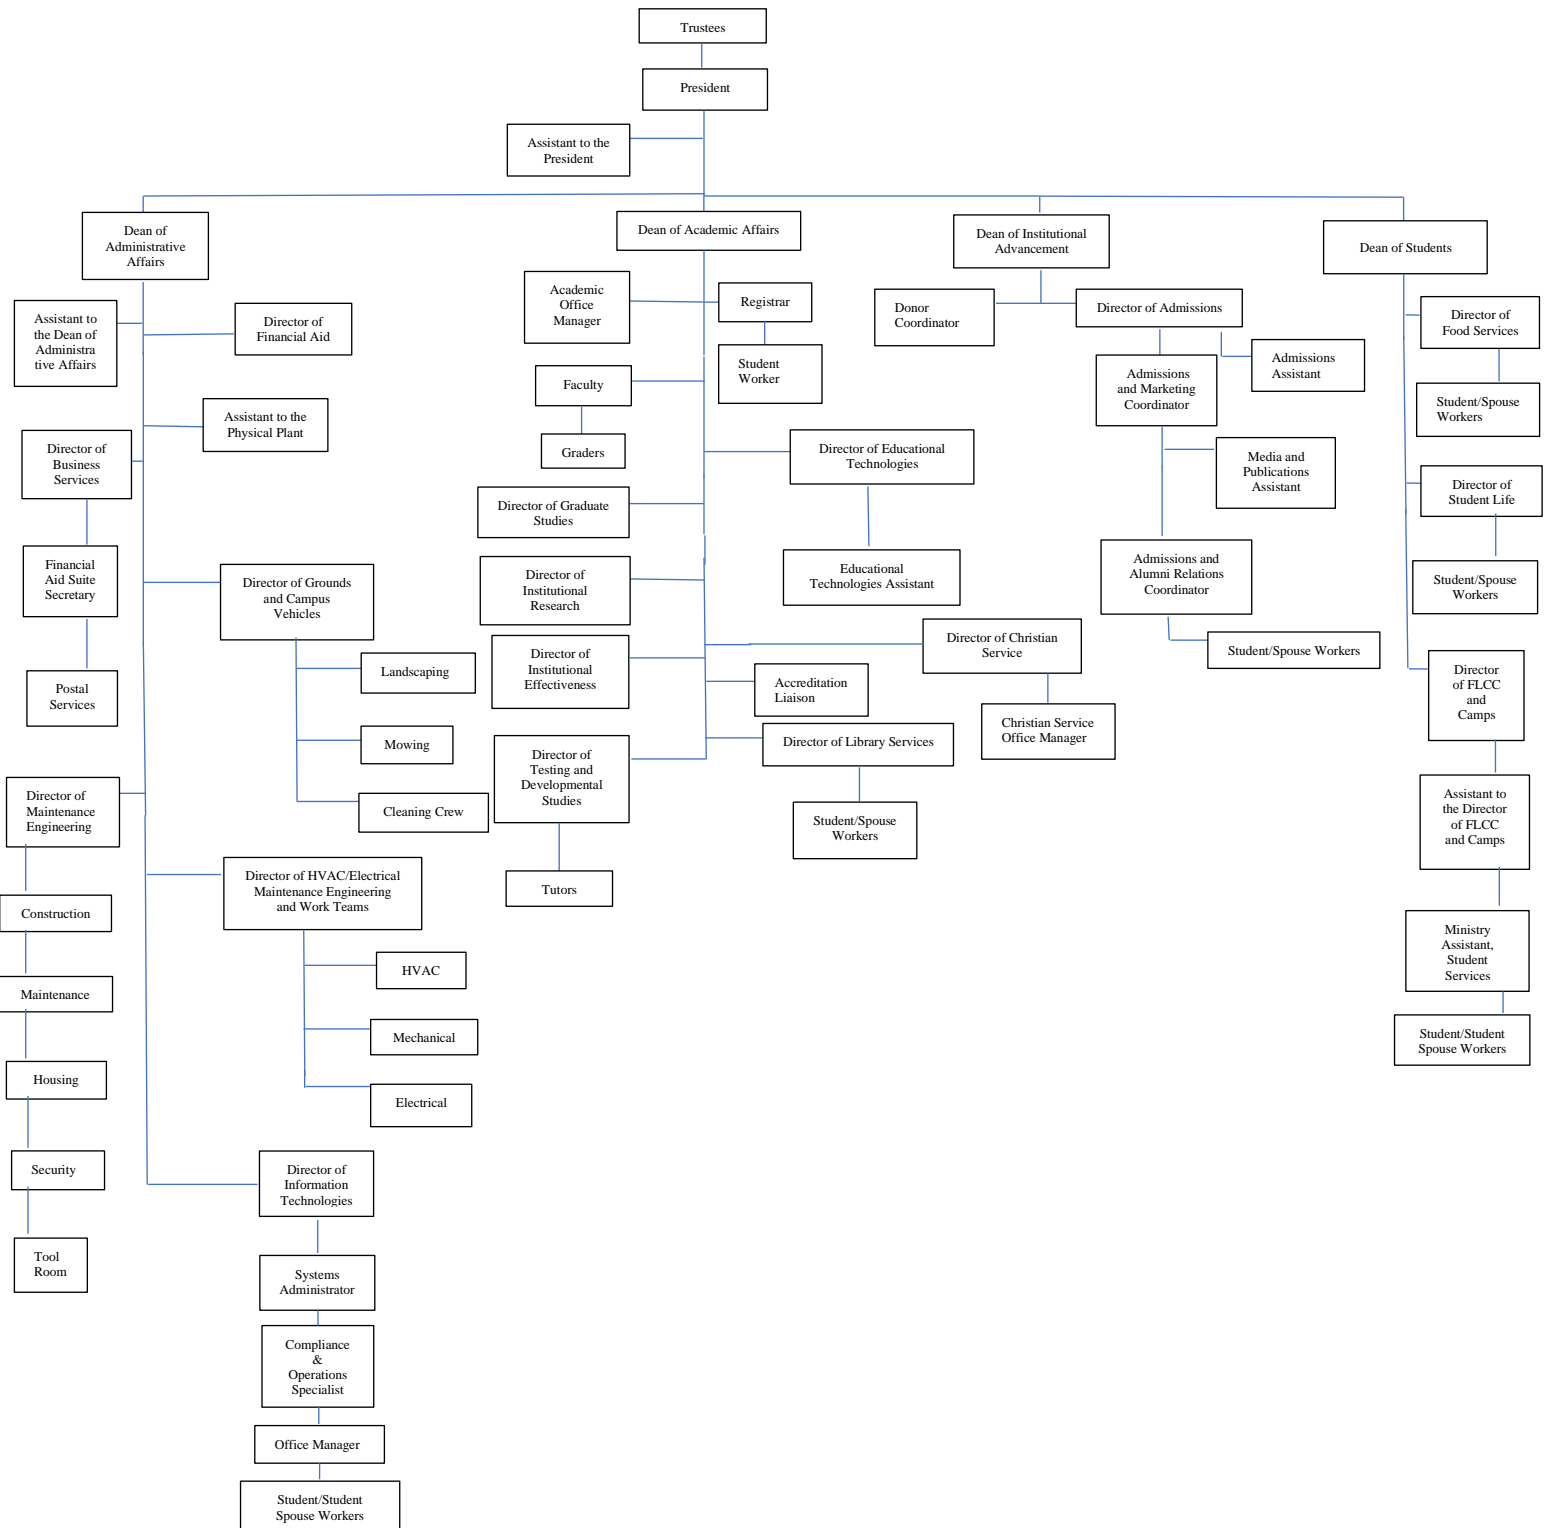 Trustees
President
Assistant to the
President
Dean of
Administrative
Affairs
Dean of Academic Affairs
Dean of Institutional
Advancement
Dean of Students
Assistant to
the Dean of
Administra
tive Affairs
Director of
Financial Aid
Assistant to the
Physical Plant
Director of
Business
Services
Financial
Aid Suite
Secretary
Postal
Services
Director of Grounds
and Campus
Vehicles
Landscaping
Mowing
Cleaning Crew
Director of
Maintenance
Engineering
Construction
Maintenance
Housing
Security
Tool
Room
Director of HVAC/Electrical
Maintenance Engineering
and Work Teams
HVAC
Mechanical
Electrical
Director of
Information
Technologies
Systems
Administrator
Compliance
&
Operations
Specialist
Office Manager
Student/Student
Spouse Workers
Academic
Office
Manager
Registrar
Student
Worker
Faculty
Graders
Director of Educational
Technologies
Educational
Technologies Assistant
Director of Graduate
Studies
Director of
Institutional
Research
Director of
Institutional
Effectiveness
Director of Christian
Service
Christian Service
Office Manager
Accreditation
Liaison
Director of Library Services
Student/Spouse
Workers
Director of
Testing and
Developmental
Studies
Tutors
Donor
Coordinator
Director of Admissions
Admissions
Assistant
Admissions
and Marketing
Coordinator
Media and
Publications
Assistant
Admissions and
Alumni Relations
Coordinator
Student/Spouse Workers
Director of
Food Services
Student/Spouse
Workers
Director of
Student Life
Student/Spouse
Workers
Director
of FLCC
and
Camps
Assistant to
the Director
of FLCC
and Camps
Ministry
Assistant,
Student
Services
Student/Student
Spouse Workers